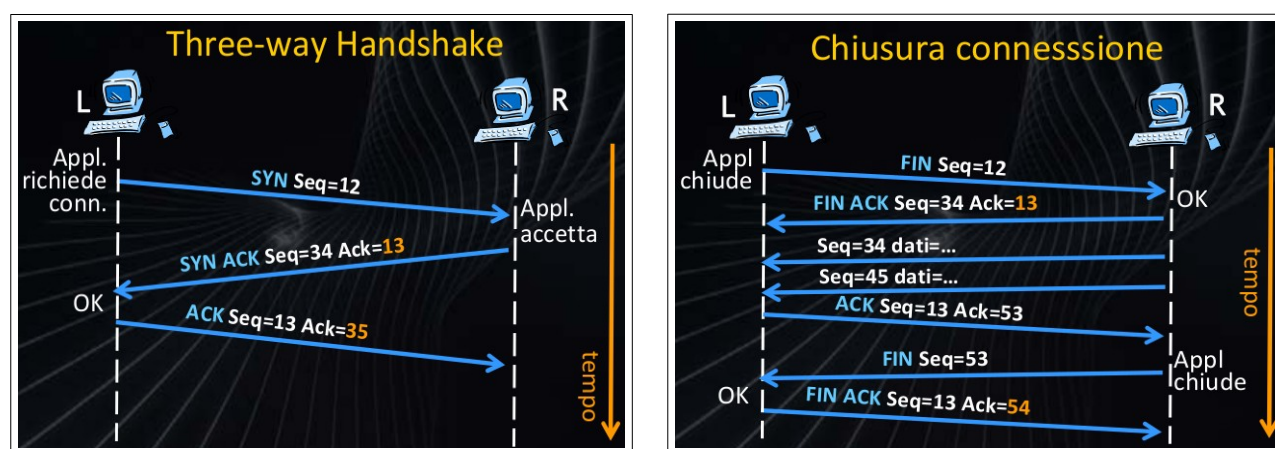 Three-way Handshake
L
R
Appl.
richiede
conn.
SYN Seq=12
Appl.
accetta
SYN ACK Seq=34 Ack=13
OK
ACK Seq=13 Ack=35
tempo
Chiusura connesssione
L
R
Appl
chiude
FIN Seq=12
OK
FIN ACK Seq=34 Ack=13
Seq=34 dati=...
Seq=45 dati=...
ACK Seq=13 Ack=53
FIN Seq=53
Appl
chiude
OK
FIN ACK Seq=13 Ack=54
tempo